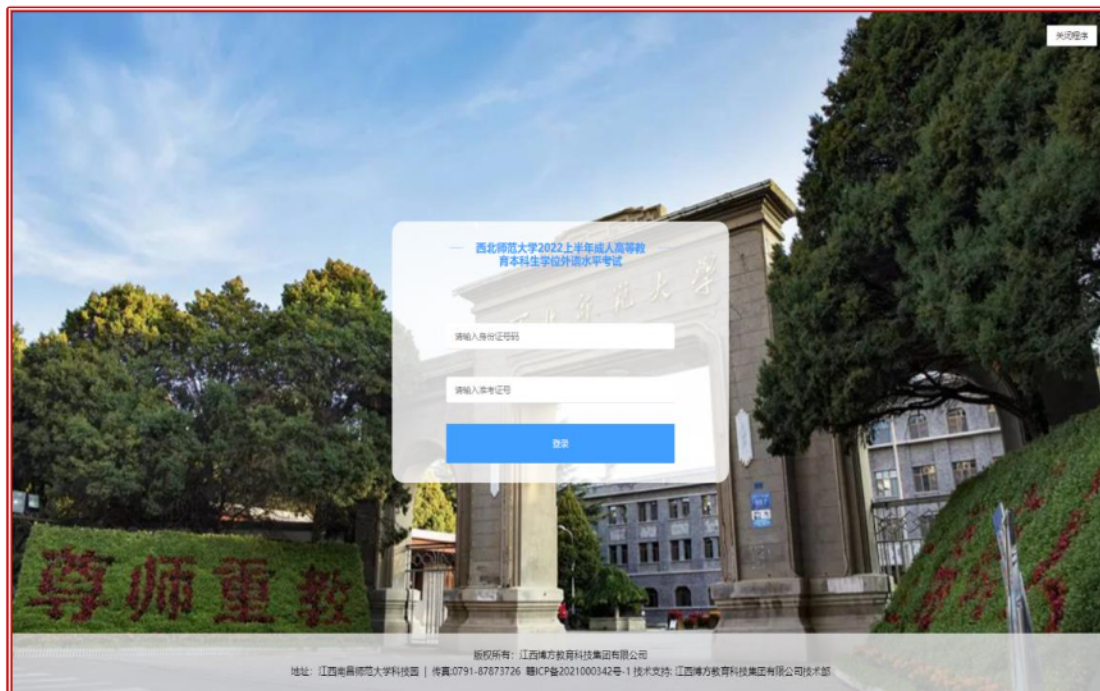 关闭程序
西北师范大学2022上半年成人高等教
育本科生学位外语水平考试
西北师范大学
请输入身份证号码
请输入准考证号
登录
尊师重教
版权所有：江西博方教育科技集团有限公司
地址：江西南昌师范大学科技园 | 传真:0791-87873726 赣ICP备2021000342号-1 技术支持: 江西博方教育科技集团有限公司技术部